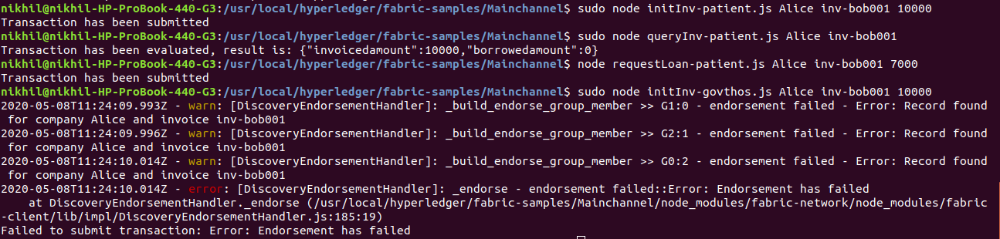 nikhil@nikhil-HP-ProBook-440-G3:/usr/local/hyperledger/fabric-samples/Mainchannel$ sudo node initInv-patient.js Alice inv-bob001 10000
Transaction has been submitted
nikhil@nikhil-HP-ProBook-440-G3:/usr/local/hyperledger/fabric-samples/Mainchannel$ sudo node queryInv-patient.js Alice inv-bob001
Transaction has been evaluated, result is: {"invoicedamount":10000,"borrowedamount":0}
nikhil@nikhil-HP-ProBook-440-G3:/usr/local/hyperledger/fabric-samples/Mainchannel$ node requestLoan-patient.js Alice inv-bob001 7000
Transaction has been submitted
nikhil@nikhil-HP-ProBook-440-G3:/usr/local/hyperledger/fabric-samples/Mainchannel$ sudo node initInv-govthos.js Alice inv-bob001 10000
2020-05-08T11:24:09.993Z - warn: [DiscoveryEndorsementHandler]: _build_endorse_group_member >> G1:0 - endorsement failed - Error: Record found
 for company Alice and invoice inv-bob001
2020-05-08T11:24:09.996Z - warn: [DiscoveryEndorsementHandler]: _build_endorse_group_member >> G2:1 - endorsement failed - Error: Record found
 for company Alice and invoice inv-bob001
2020-05-08T11:24:10.014Z - warn: [DiscoveryEndorsementHandler]: _build_endorse_group_member >> G0:2 - endorsement failed - Error: Record found
 for company Alice and invoice inv-bob001
2020-05-08T11:24:10.014Z - error: [DiscoveryEndorsementHandler]: _endorse - endorsement failed::Error: Endorsement has failed
    at DiscoveryEndorsementHandler._endorse (/usr/local/hyperledger/fabric-samples/Mainchannel/node_modules/fabric-network/node_modules/fabric
-client/lib/impl/DiscoveryEndorsementHandler.js:185:19)
Failed to submit transaction: Error: Endorsement has failed